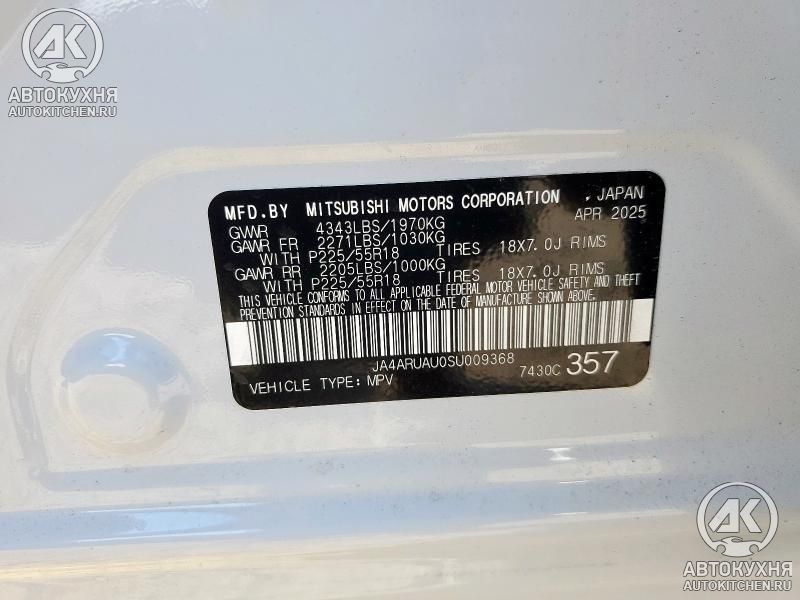 AK
АВТОКУХНЯ
AUTOKITCHEN.RU
MFD.BY MITSUBISHI MOTORS CORPORATION , JAPAN
APR 2025
GVWR 4343LBS/1970KG
GAWR FR 2271LBS/1030KG
WITH P225/55R18 TIRES 18X7.0J RIMS
GAWR RR 2205LBS/1000KG
WITH P225/55R18 TIRES 18X7.0J RIMS
THIS VEHICLE CONFORMS TO ALL APPLICABLE FEDERAL MOTOR VEHICLE SAFETY AND THEFT
PREVENTION STANDARDS IN EFFECT ON THE DATE OF MANUFACTURE SHOWN ABOVE.
JA4ARUAU0SU009368
7430C 357
VEHICLE TYPE: MPV
AK
АВТОКУХНЯ
AUTOKITCHEN.RU